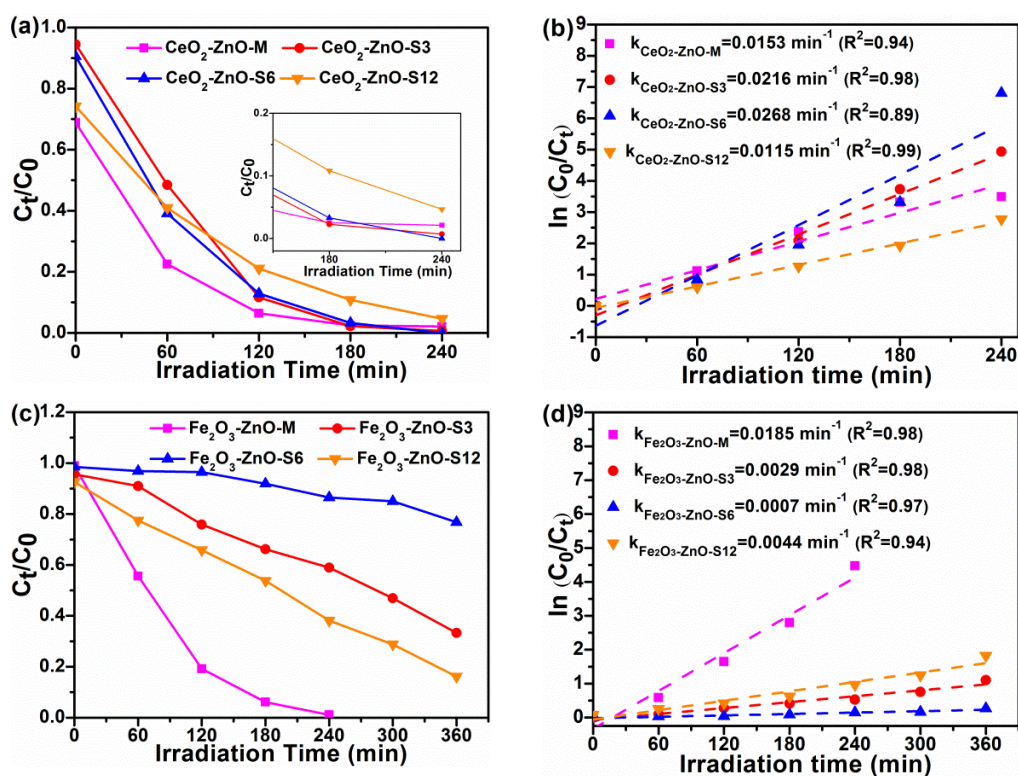 (a)
CeO₂-ZnO-M CeO₂-ZnO-S3
CeO₂-ZnO-S6 CeO₂-ZnO-S12
Cₜ/C₀
1.0
0.8
0.6
0.4
0.2
0.0
0 60 120 180 240
Irradiation Time (min)
Cₜ/C₀
0.2
0.1
0.0
180 240
Irradiation Time (min)
(b)
k CeO₂-ZnO-M=0.0153 min⁻¹ (R²=0.94)
k CeO₂-ZnO-S3=0.0216 min⁻¹ (R²=0.98)
k CeO₂-ZnO-S6=0.0268 min⁻¹ (R²=0.89)
k CeO₂-ZnO-S12=0.0115 min⁻¹ (R²=0.99)
ln (C₀/Cₜ)
10
9
8
7
6
5
4
3
2
1
0
-1
0 60 120 180 240
Irradiation time (min)
(c)
Fe₂O₃-ZnO-M Fe₂O₃-ZnO-S3
Fe₂O₃-ZnO-S6 Fe₂O₃-ZnO-S12
Cₜ/C₀
1.2
1.0
0.8
0.6
0.4
0.2
0.0
0 60 120 180 240 300 360
Irradiation Time (min)
(d)
k Fe₂O₃-ZnO-M=0.0185 min⁻¹ (R²=0.98)
k Fe₂O₃-ZnO-S3=0.0029 min⁻¹ (R²=0.98)
k Fe₂O₃-ZnO-S6=0.0007 min⁻¹ (R²=0.97)
k Fe₂O₃-ZnO-S12=0.0044 min⁻¹ (R²=0.94)
ln (C₀/Cₜ)
9
8
7
6
5
4
3
2
1
0
0 60 120 180 240 300 360
Irradiation Time (min)